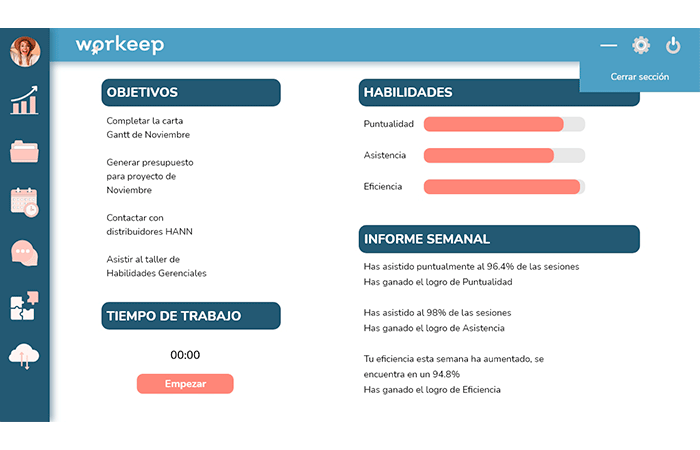 workeep
Cerrar sección
OBJETIVOS
Completar la carta
Gantt de Noviembre
Generar presupuesto
para proyecto de
Noviembre
Contactar con
distribuidores HANN
Asistir al taller de
Habilidades Gerenciales
TIEMPO DE TRABAJO
00:00
Empezar
HABILIDADES
Puntualidad
Asistencia
Eficiencia
INFORME SEMANAL
Has asistido puntualmente al 96.4% de las sesiones
Has ganado el logro de Puntualidad
Has asistido al 98% de las sesiones
Has ganado el logro de Asistencia
Tu eficiencia esta semana ha aumentado, se
encuentra en un 94.8%
Has ganado el logro de Eficiencia